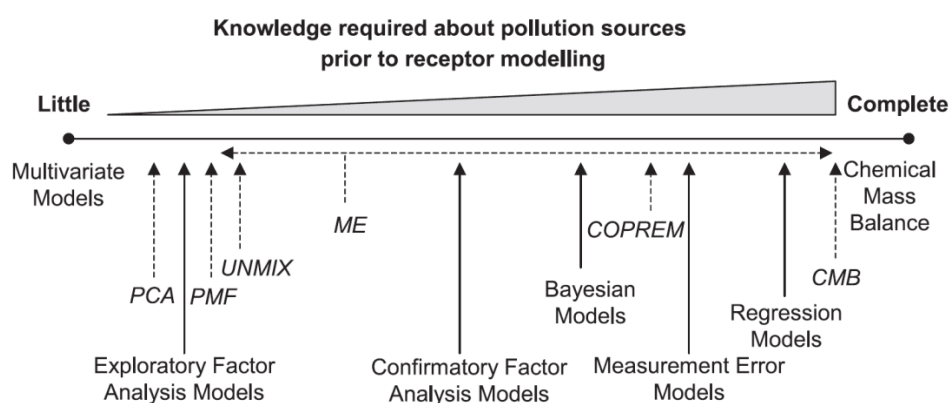 Knowledge required about pollution sources
prior to receptor modelling
Little
Complete
Multivariate
Models
Chemical
Mass
Balance
ME
COPREM
UNMIX
PCA
PMF
CMB
Bayesian
Models
Regression
Models
Exploratory Factor
Analysis Models
Confirmatory Factor
Analysis Models
Measurement Error
Models